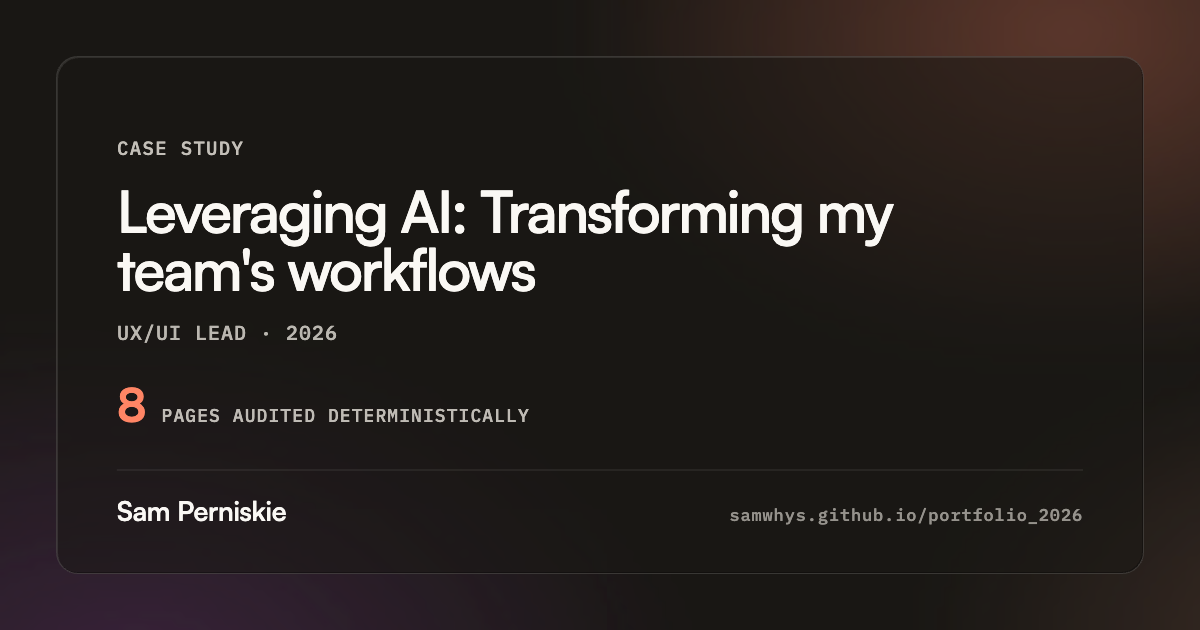 CASE STUDY
Leveraging AI: Transforming my
team's workflows
UX/UI LEAD · 2026
8 PAGES AUDITED DETERMINISTICALLY
Sam Perniskie
samwhys.github.io/portfolio_2026